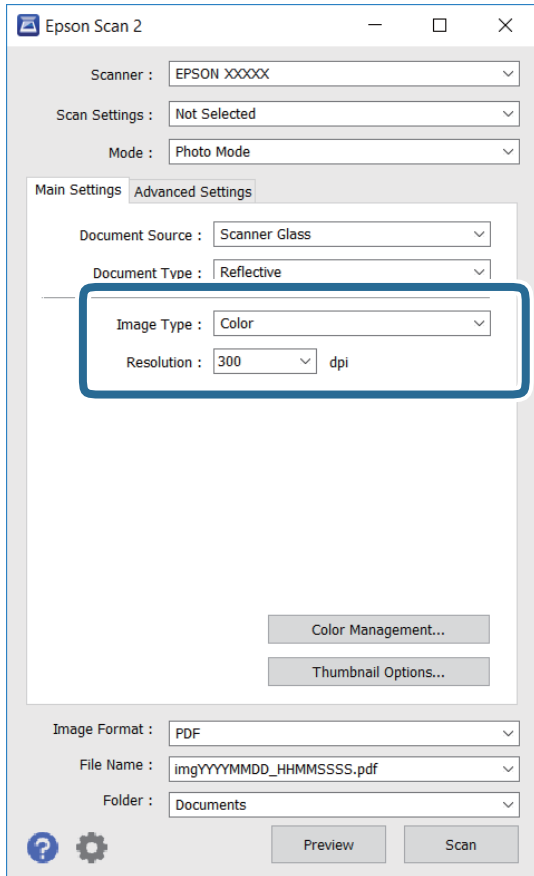 Epson Scan 2
Scanner : EPSON XXXXX
Scan Settings : Not Selected
Mode : Photo Mode
Main Settings Advanced Settings
Document Source : Scanner Glass
Document Type : Reflective
Image Type : Color
Resolution : 300 dpi
Color Management...
Thumbnail Options...
Image Format : PDF
File Name : imgYYYYMMDD_HHMMSSSS.pdf
Folder : Documents
? Preview Scan